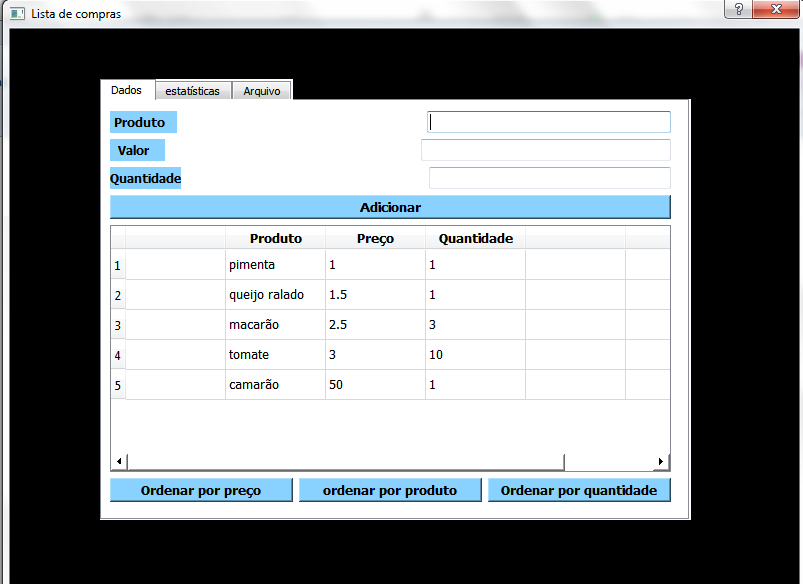 Lista de compras
Dados estatísticas Arquivo
Produto
Valor
Quantidade
Adicionar
Produto Preço Quantidade
1 pimenta 1 1
2 queijo ralado 1.5 1
3 macarão 2.5 3
4 tomate 3 10
5 camarão 50 1
Ordenar por preço ordenar por produto Ordenar por quantidade